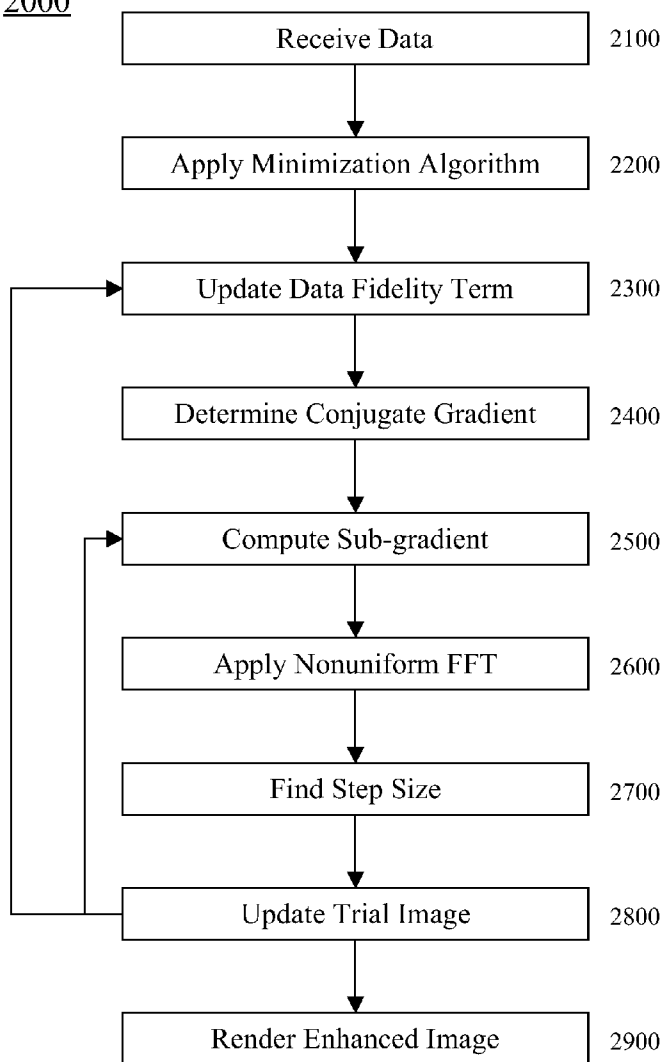 2000
Receive Data 2100
Apply Minimization Algorithm 2200
Update Data Fidelity Term 2300
Determine Conjugate Gradient 2400
Compute Sub-gradient 2500
Apply Nonuniform FFT 2600
Find Step Size 2700
Update Trial Image 2800
Render Enhanced Image 2900